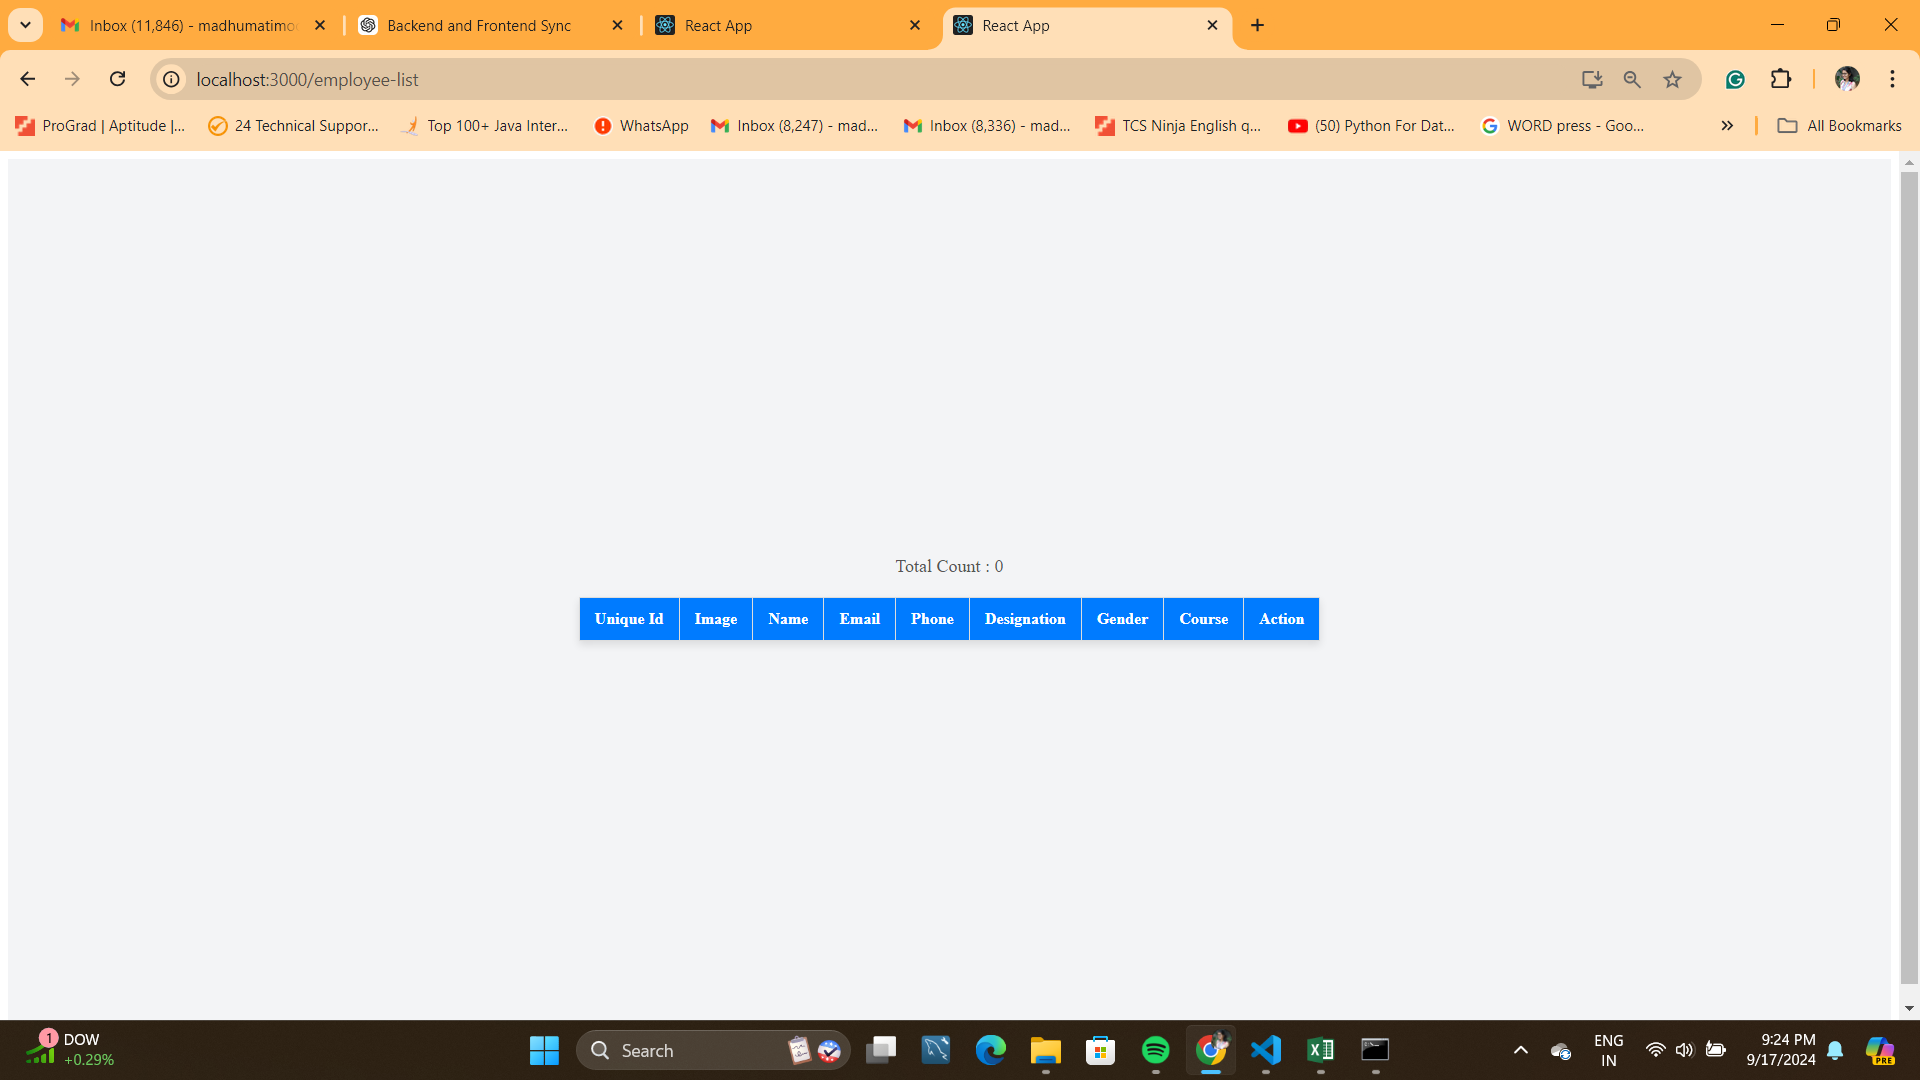 Inbox (11,846) - madhumatimo
Backend and Frontend Sync
React App
React App
localhost:3000/employee-list
ProGrad | Aptitude |...
24 Technical Suppor...
Top 100+ Java Inter...
WhatsApp
Inbox (8,247) - mad...
Inbox (8,336) - mad...
TCS Ninja English q...
(50) Python For Dat...
WORD press - Goo...
All Bookmarks
Total Count : 0
Unique Id Image Name Email Phone Designation Gender Course Action
1
DOW
+0.29%
Search
ENG
IN
9:24 PM
9/17/2024
PRE